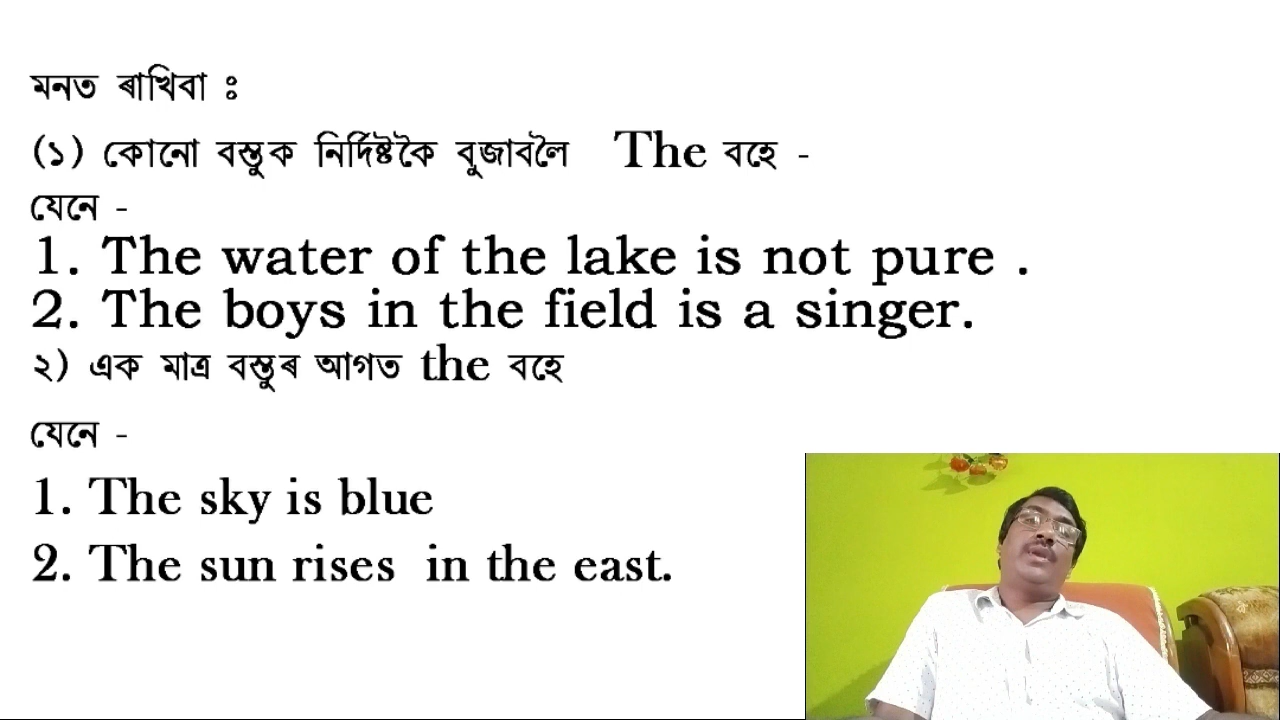 মনত ৰাখিবা ঃ
(১) কোনো বস্তুক নিৰ্দিষ্টকৈ বুজাবলৈ The বহে -
যেনে -
1. The water of the lake is not pure .
2. The boys in the field is a singer.
২) এক মাত্ৰ বস্তুৰ আগত the বহে
যেনে -
1. The sky is blue
2. The sun rises in the east.